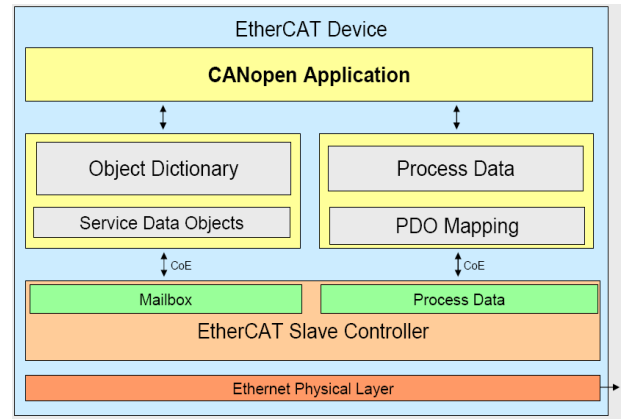 EtherCAT Device
CANopen Application
Object Dictionary
Service Data Objects
Process Data
PDO Mapping
CoE
CoE
Mailbox
Process Data
EtherCAT Slave Controller
Ethernet Physical Layer